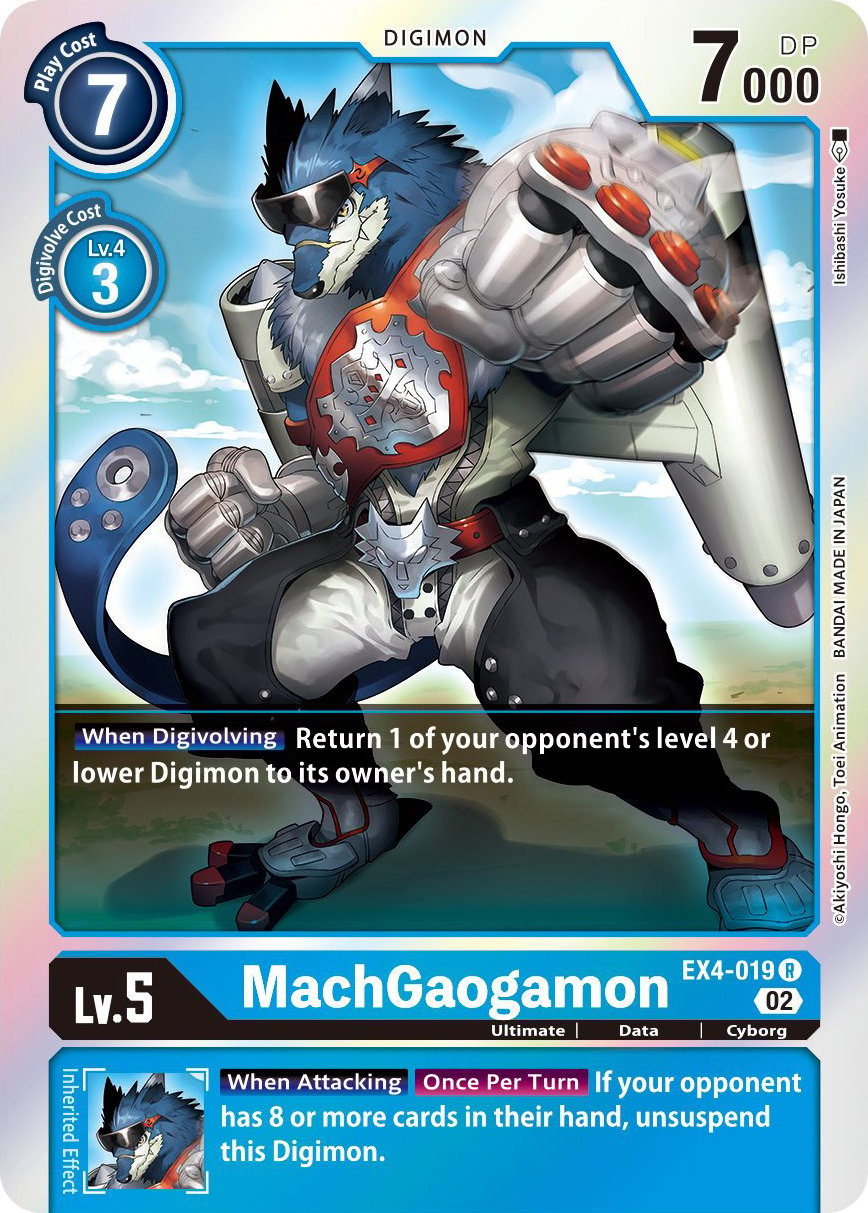 DIGIMON
Play Cost
7
7000
DP
Digivolve Cost
Lv.4
3
Ishibashi Yosuke
BANDAI MADE IN JAPAN
©Akiyoshi Hongo, Toei Animation
When Digivolving Return 1 of your opponent's level 4 or
lower Digimon to its owner's hand.
Lv.5
MachGaogamon
EX4-019 R
02
Ultimate | Data | Cyborg
Inherited Effect
When Attacking Once Per Turn If your opponent
has 8 or more cards in their hand, unsuspend
this Digimon.